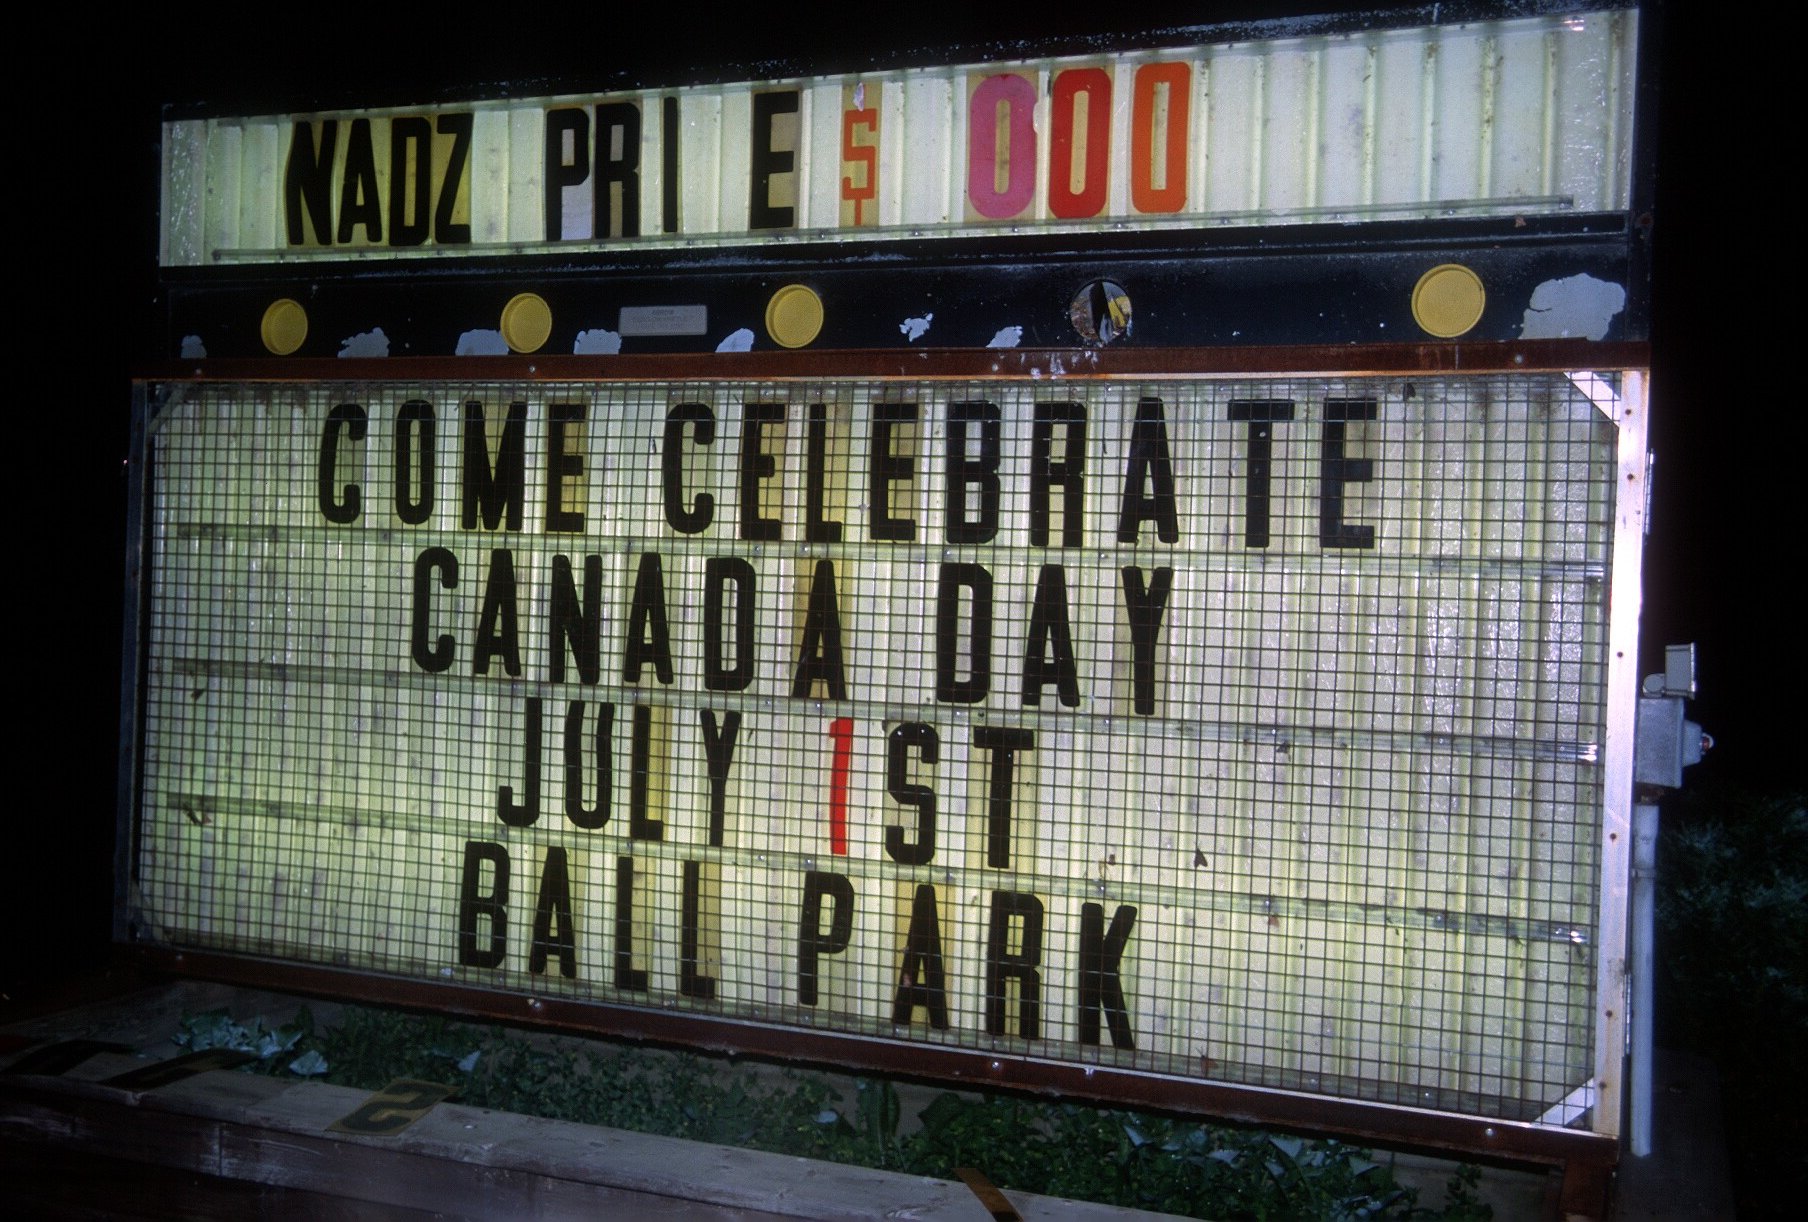 NADZ PRI E $ 000
COME CELEBRATE
CANADA DAY
JULY 1ST
BALL PARK
S